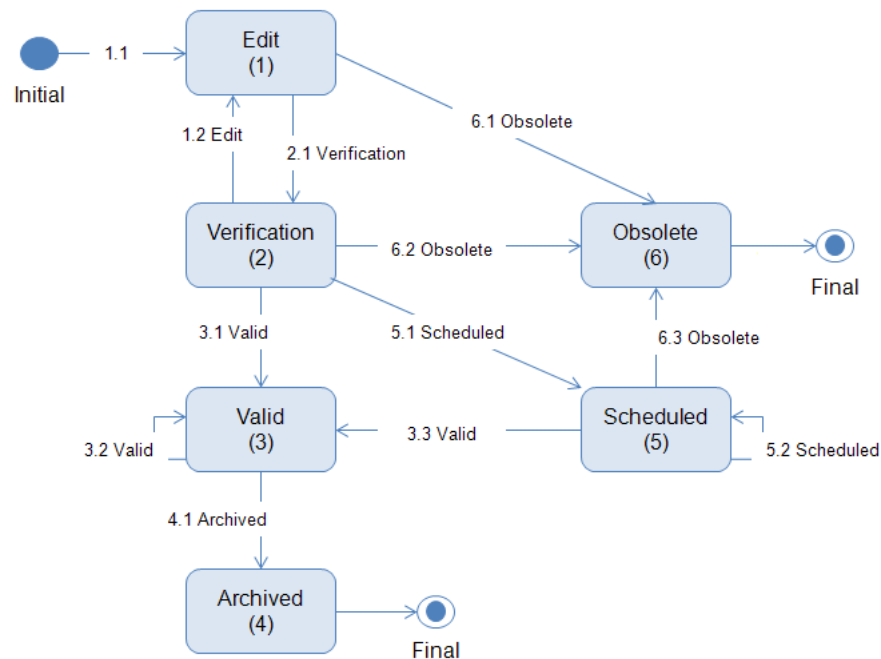 Edit
(1)
1.1
Initial
6.1 Obsolete
1.2 Edit
2.1 Verification
Verification
(2)
6.2 Obsolete
Obsolete
(6)
Final
3.1 Valid
5.1 Scheduled
6.3 Obsolete
Valid
(3)
3.2 Valid
3.3 Valid
Scheduled
(5)
5.2 Scheduled
4.1 Archived
Archived
(4)
Final